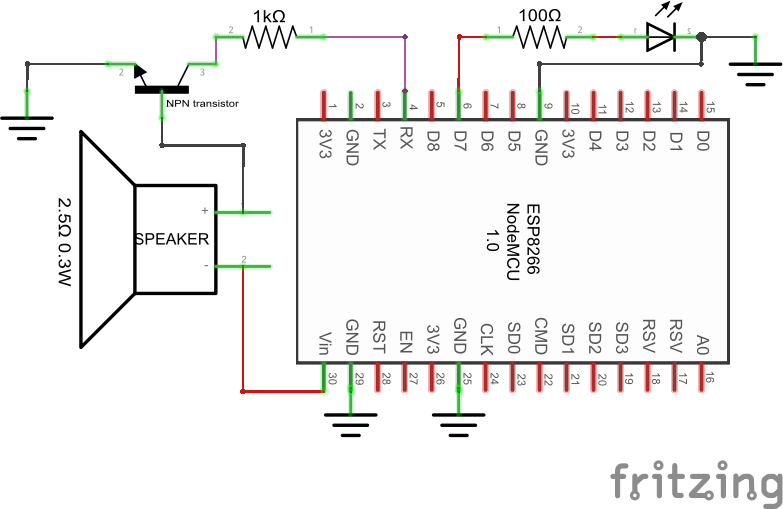 1kΩ
2 1
100Ω
1 2
2 3
NPN transistor
1 2 3 4 5 6 7 8 9 10 11 12 13 14 15
3V3 GND TX RX D8 D7 D6 D5 GND 3V3 D4 D3 D2 D1 D0
2.5Ω 0.3W
SPEAKER
+
-
2
ESP8266
NodeMCU
1.0
Vin GND RST EN 3V3 GND CLK SD0 CMD SD1 SD2 SD3 RSV RSV A0
30 29 28 27 26 25 24 23 22 21 20 19 18 17 16
fritzing